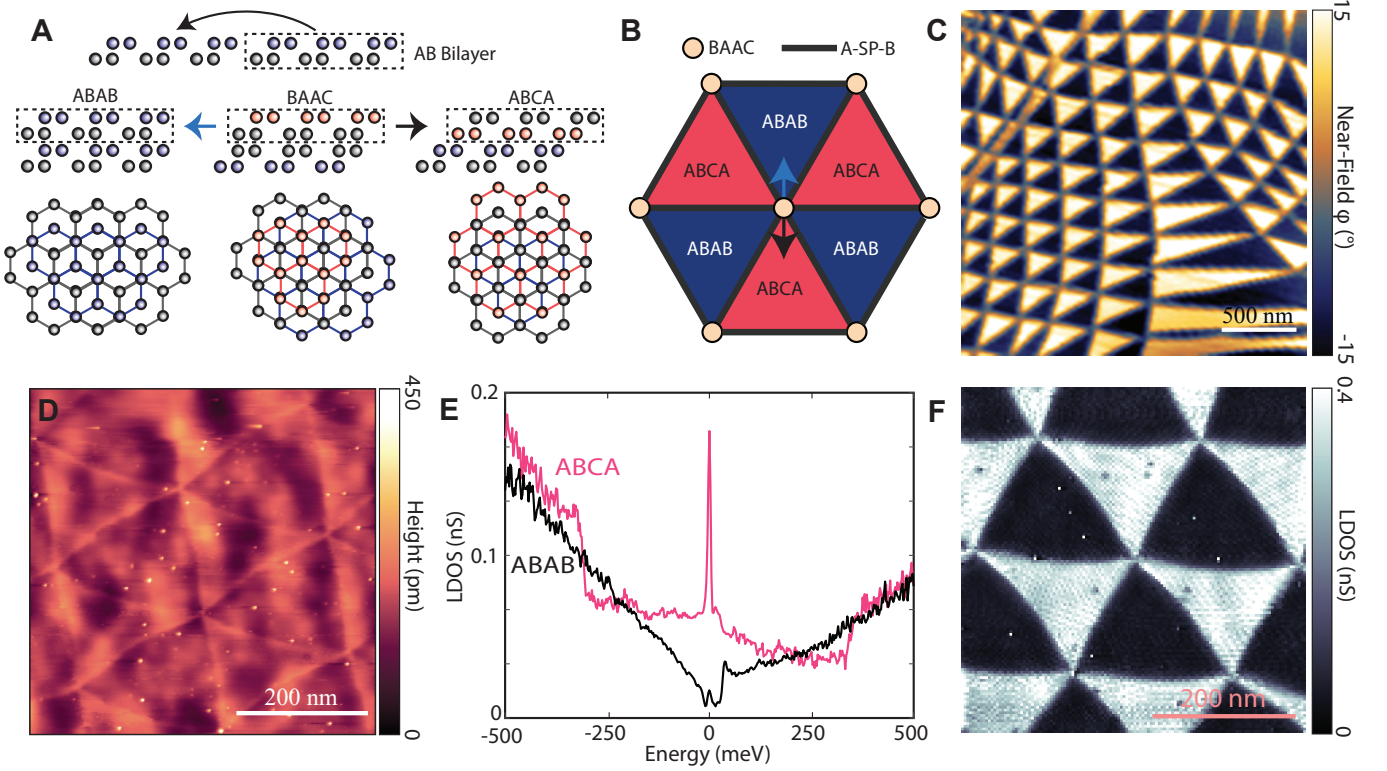 A
AB Bilayer
ABAB
BAAC
ABCA
B
BAAC
A-SP-B
ABAB
ABCA
ABCA
ABAB
ABAB
ABCA
C
500 nm
15
Near-Field φ (°)
-15
D
200 nm
450
Height (pm)
0
E
0.2
0.1
0
LDOS (nS)
ABCA
ABAB
-500
-250
0
250
500
Energy (meV)
F
200 nm
0.4
LDOS (nS)
0